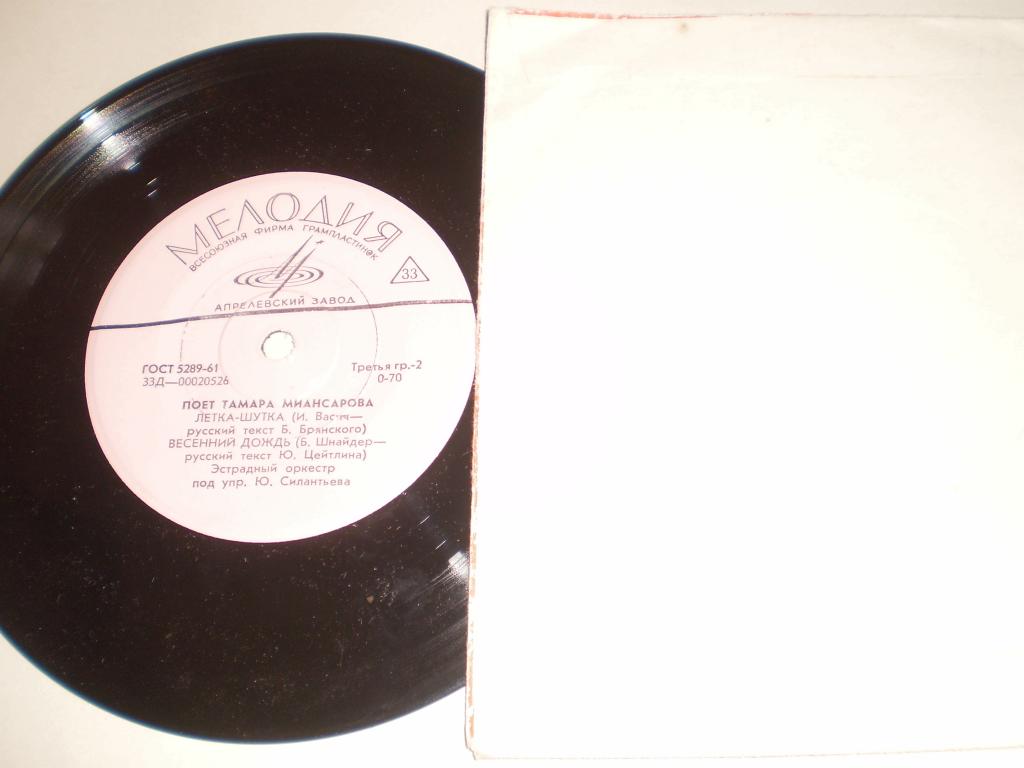 МЕЛОДИЯ
ВСЕСОЮЗНАЯ ФИРМА ГРАМПЛАСТИНОК
33
АПРЕЛЕВСКИЙ ЗАВОД
ГОСТ 5289-61 Третья гр.-2
33Д—00020526 0-70
ПОЕТ ТАМАРА МИАНСАРОВА
ЛЕТКА-ШУТКА (И.
русский текст Б. Брянского)
ВЕСЕННИЙ ДОЖДЬ (Б. Шнайдер—
русский текст Ю. Цейтлина)
Эстрадный оркестр
под упр. Ю. Силантьева